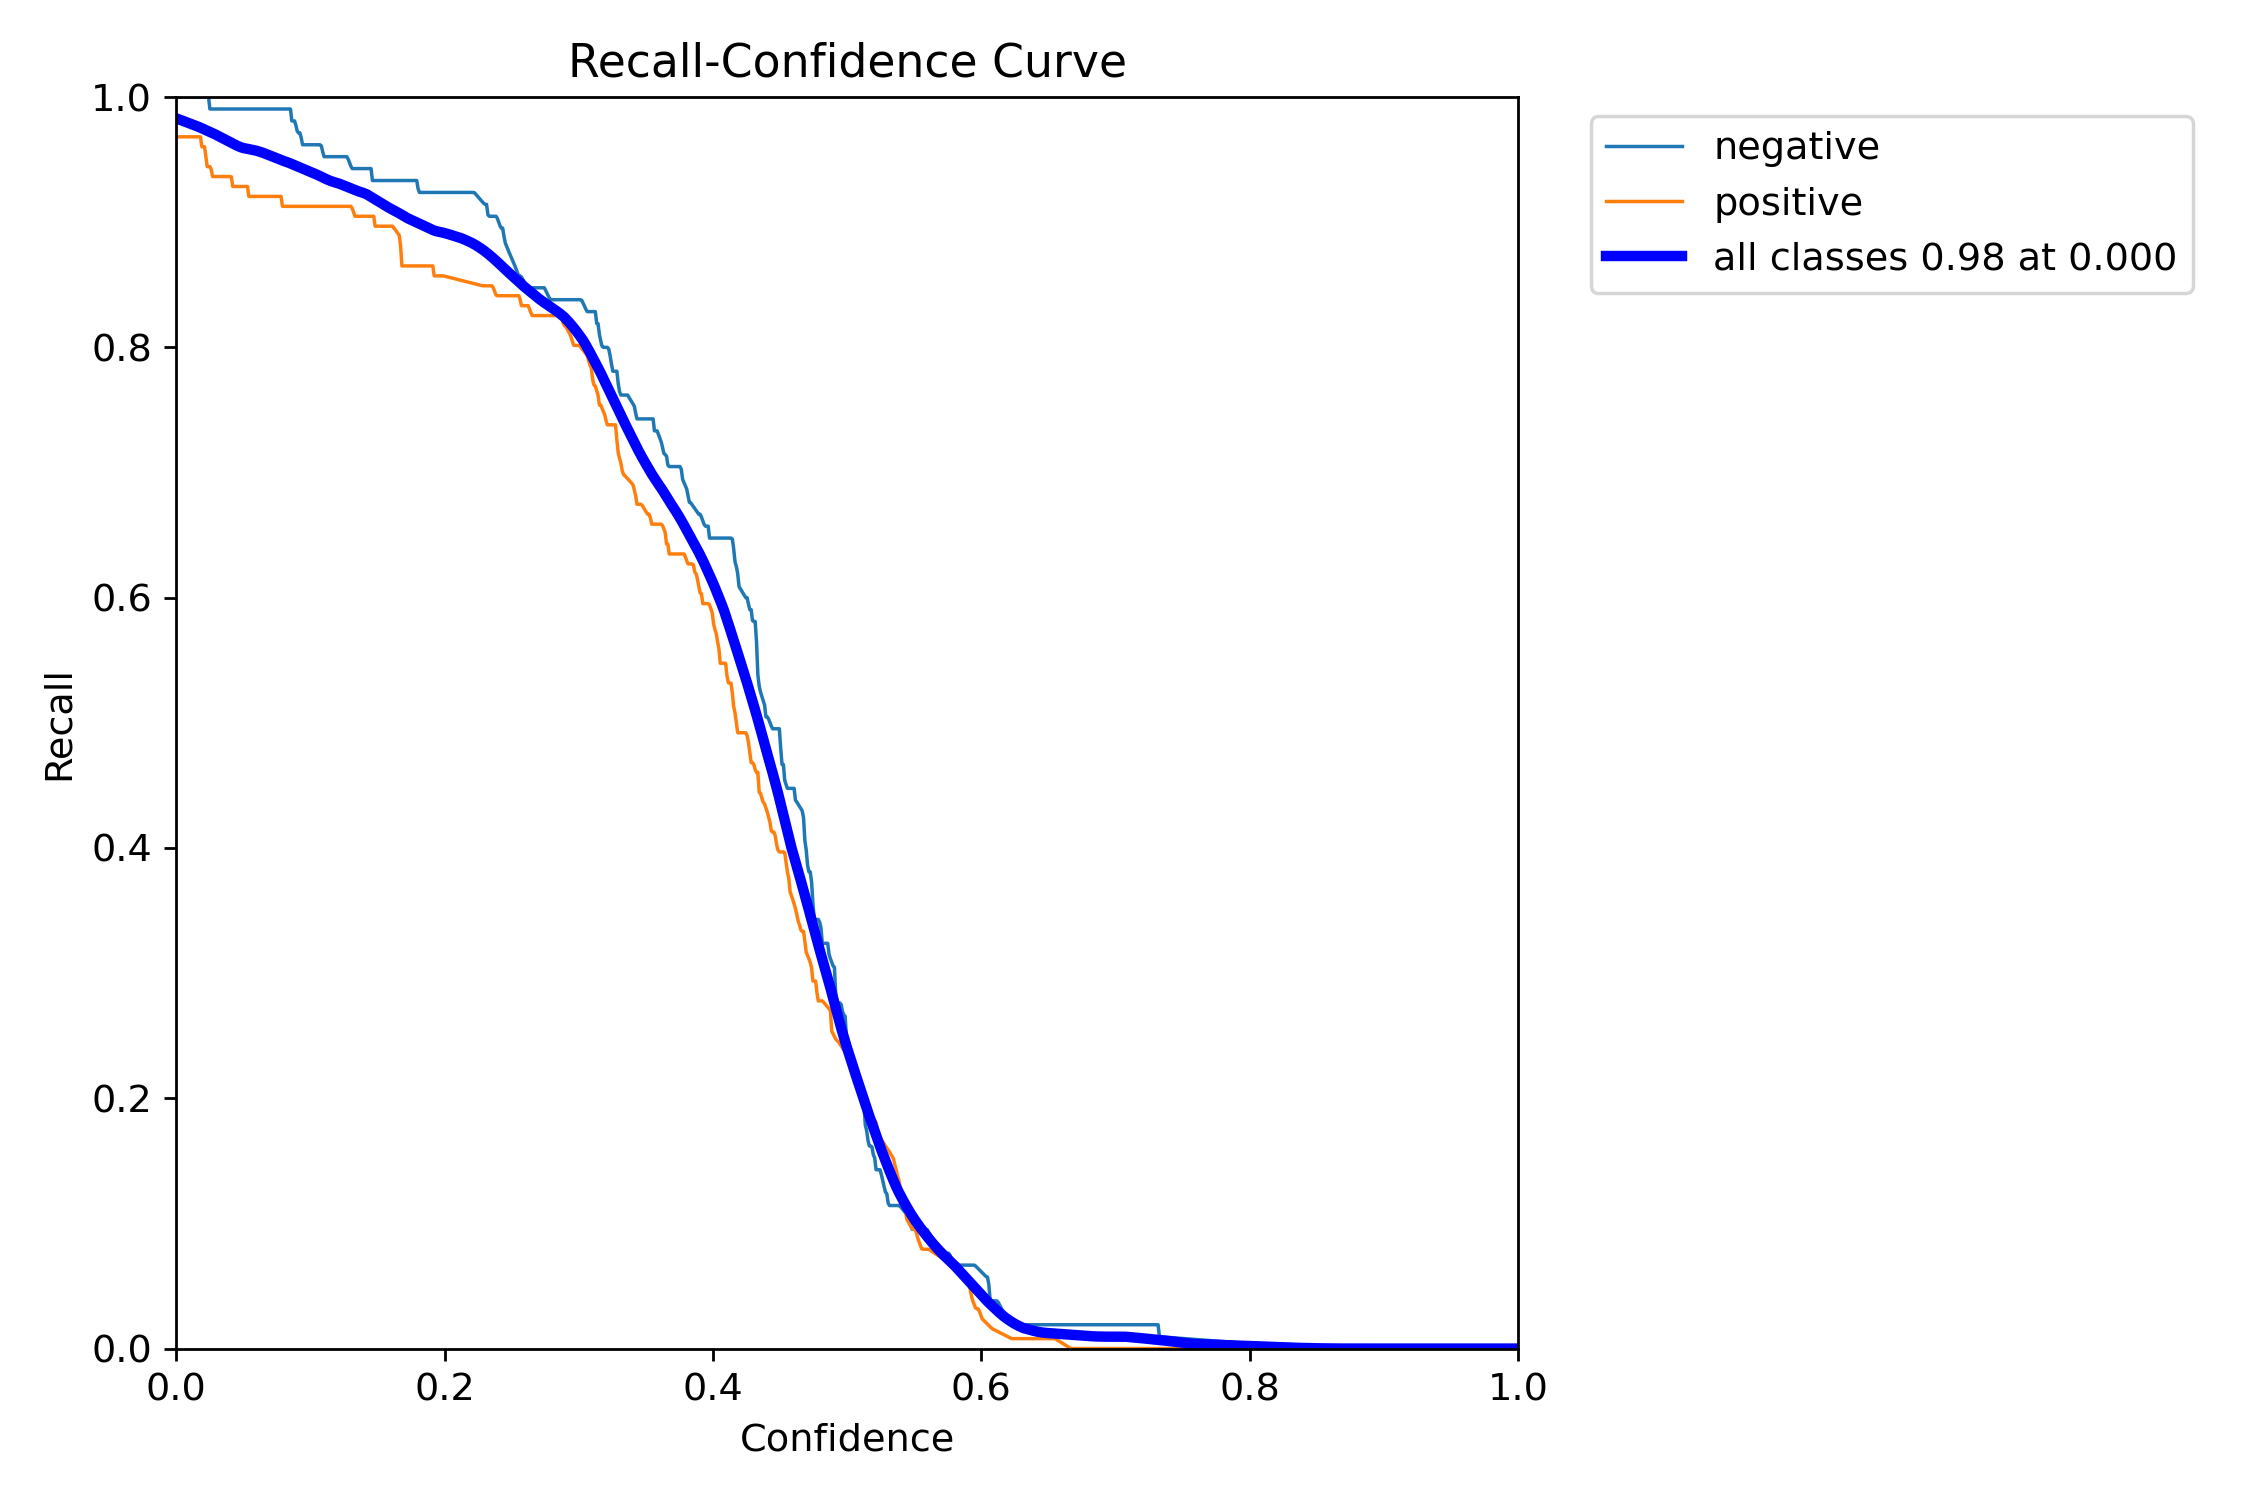 Recall-Confidence Curve
1.0
0.8
0.6
0.4
0.2
0.0
Recall
0.0 0.2 0.4 0.6 0.8 1.0
Confidence
negative
positive
all classes 0.98 at 0.000